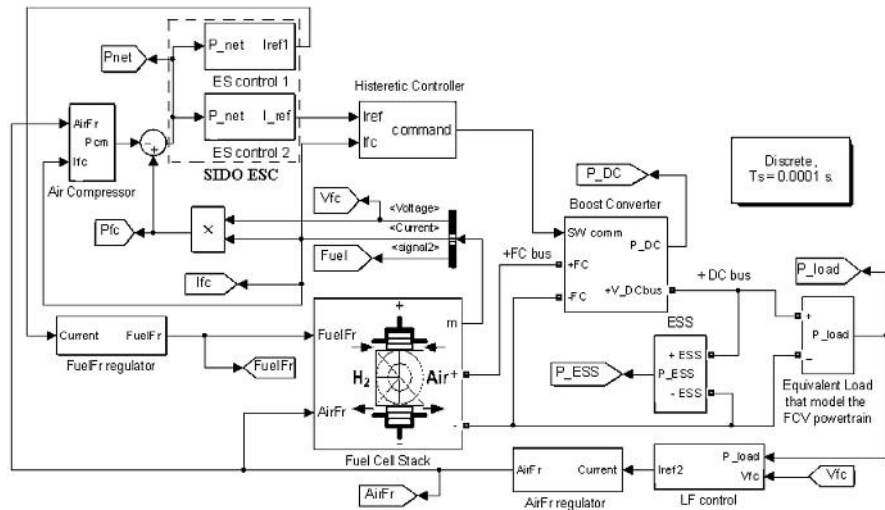 Pnet
P_net Iref1
ES control 1
P_net I_ref
ES control 2
SIDO ESC
Histeretic Controller
Iref
command
Ifc
AirFr
Pcm
Ifc
Air Compressor
- +
Discrete,
Ts = 0.0001 s.
P_DC
Boost Converter
SW comm
P_DC
+FC
+V_DCbus
-FC
+FC bus
+ DC bus
Vfc
<Voltage>
<Current>
<signal2>
Pfc
×
Fuel
Ifc
P_load
+
P_load
−
Equivalent Load
that model the
FCV powertrain
ESS
+ ESS
P_ESS
- ESS
P_ESS
Current FuelFr
FuelFr regulator
FuelFr
+
m
FuelFr
H2 Air +
AirFr
-
−
Fuel Cell Stack
AirFr
AirFr Current
AirFr regulator
P_load
Iref2
Vfc
LF control
Vfc